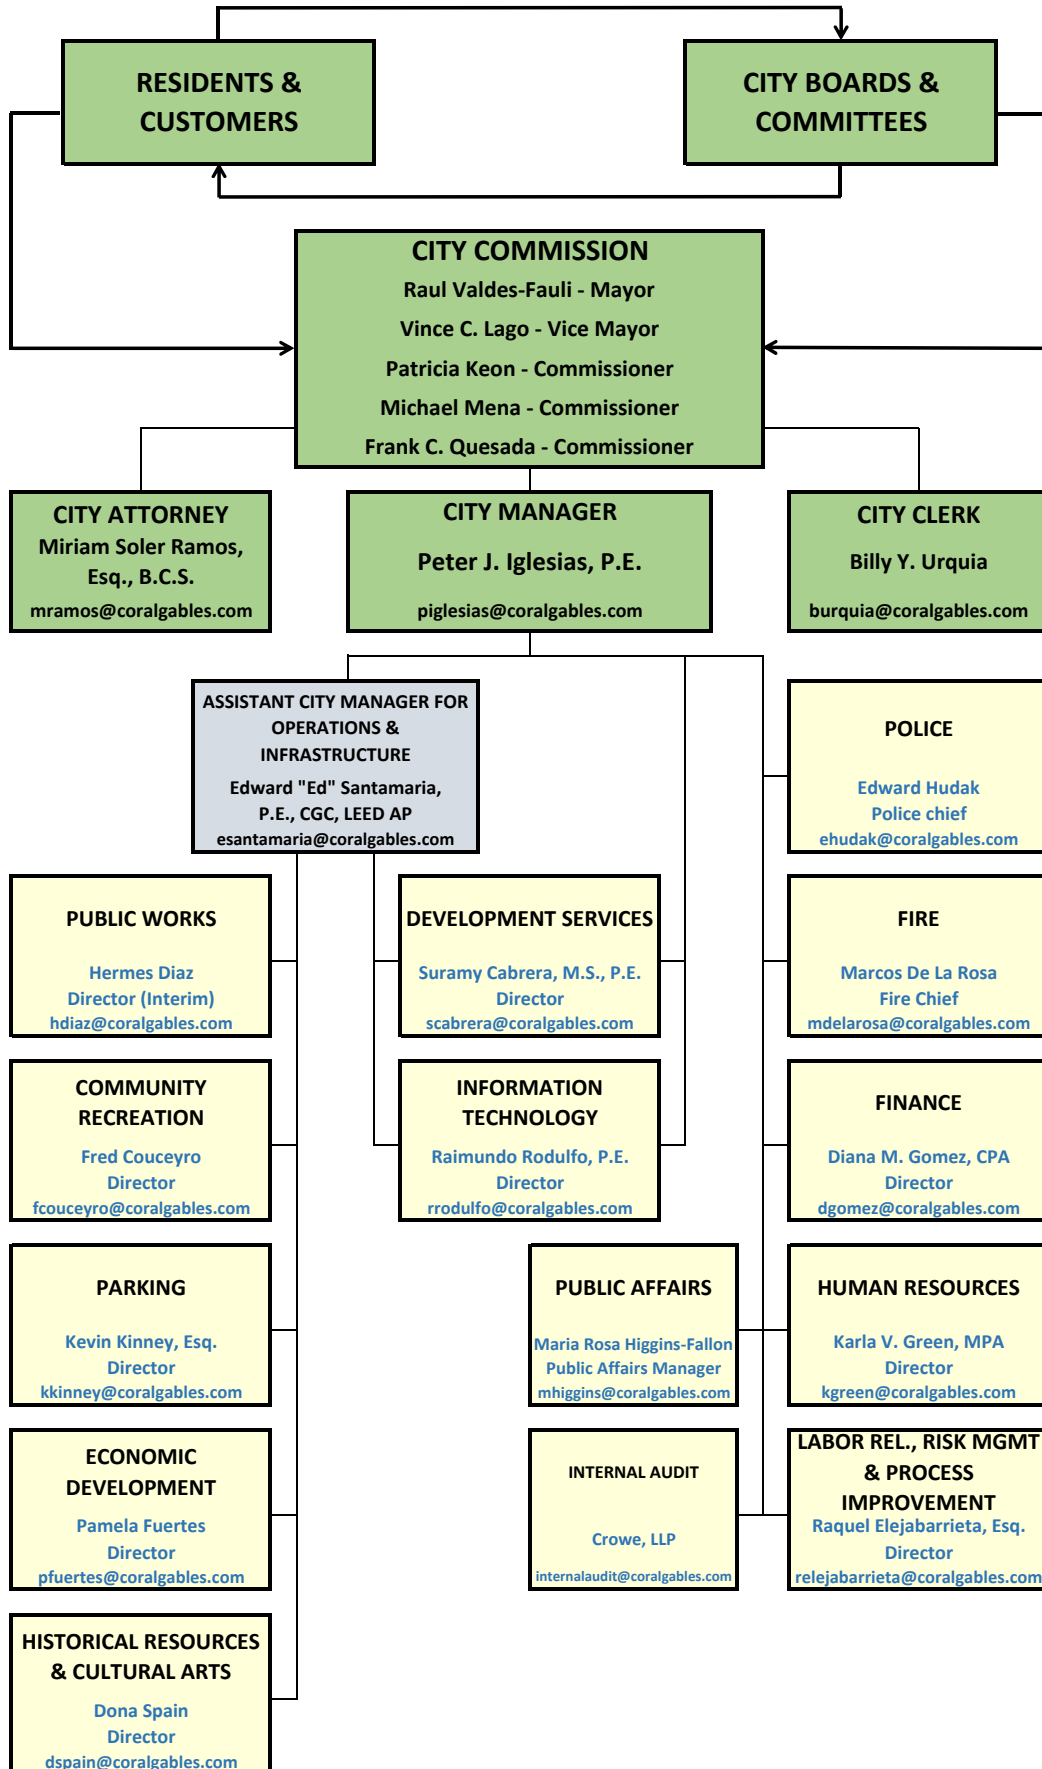 RESIDENTS &
CUSTOMERS
CITY BOARDS &
COMMITTEES
CITY COMMISSION
Raul Valdes-Fauli - Mayor
Vince C. Lago - Vice Mayor
Patricia Keon - Commissioner
Michael Mena - Commissioner
Frank C. Quesada - Commissioner
CITY ATTORNEY
Miriam Soler Ramos,
Esq., B.C.S.
mramos@coralgables.com
CITY MANAGER
Peter J. Iglesias, P.E.
piglesias@coralgables.com
CITY CLERK
Billy Y. Urquia
burquia@coralgables.com
ASSISTANT CITY MANAGER FOR
OPERATIONS &
INFRASTRUCTURE
Edward "Ed" Santamaria,
P.E., CGC, LEED AP
esantamaria@coralgables.com
POLICE
Edward Hudak
Police chief
ehudak@coralgables.com
PUBLIC WORKS
Hermes Diaz
Director (Interim)
hdiaz@coralgables.com
DEVELOPMENT SERVICES
Suramy Cabrera, M.S., P.E.
Director
scabrera@coralgables.com
FIRE
Marcos De La Rosa
Fire Chief
mdelarosa@coralgables.com
COMMUNITY
RECREATION
Fred Couceyro
Director
fcouceyro@coralgables.com
INFORMATION
TECHNOLOGY
Raimundo Rodulfo, P.E.
Director
rrodulfo@coralgables.com
FINANCE
Diana M. Gomez, CPA
Director
dgomez@coralgables.com
PARKING
Kevin Kinney, Esq.
Director
kkinney@coralgables.com
PUBLIC AFFAIRS
Maria Rosa Higgins-Fallon
Public Affairs Manager
mhiggins@coralgables.com
HUMAN RESOURCES
Karla V. Green, MPA
Director
kgreen@coralgables.com
ECONOMIC
DEVELOPMENT
Pamela Fuertes
Director
pfuertes@coralgables.com
INTERNAL AUDIT
Crowe, LLP
internalaudit@coralgables.com
LABOR REL., RISK MGMT
& PROCESS
IMPROVEMENT
Raquel Elejabarrieta, Esq.
Director
relejabarrieta@coralgables.com
HISTORICAL RESOURCES
& CULTURAL ARTS
Dona Spain
Director
dspain@coralgables.com